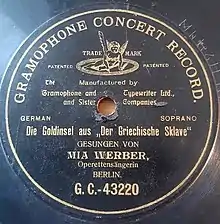 GRAMOPHONE CONCERT RECORD.
TRADE MARK
PATENTED PATENTED
The Manufactured by
Gramophone and Typewriter Ltd.,
and Sister Companies
GERMAN SOPRANO
Die Goldinsel aus „Der Griechische Sklave”
GESUNGEN VON
MIA WERBER,
Operettensängerin
BERLIN.
G.C.-43220